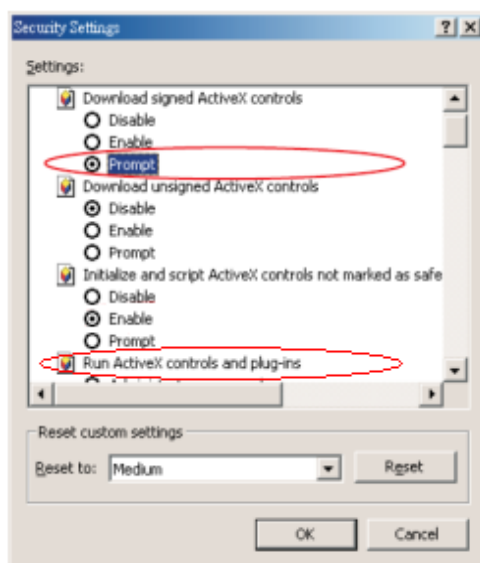 Security Settings
Settings:
Download signed ActiveX controls
Disable
Enable
Prompt
Download unsigned ActiveX controls
Disable
Enable
Prompt
Initialize and script ActiveX controls not marked as safe
Disable
Enable
Prompt
Run ActiveX controls and plug-ins
Reset custom settings
Reset to: Medium Reset
OK Cancel